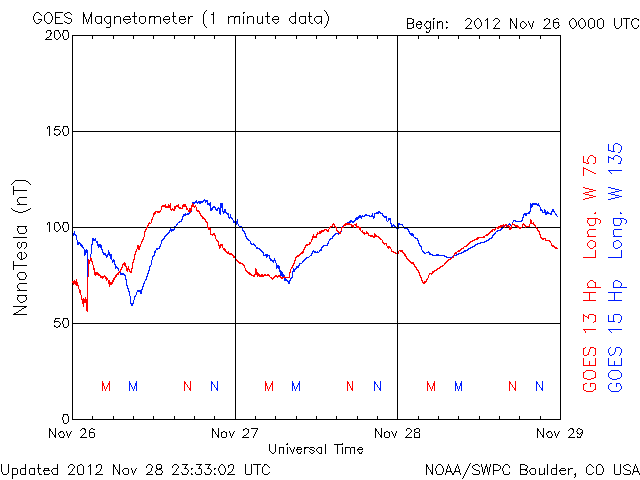 GOES Magnetometer (1 minute data)
Begin: 2012 Nov 26 0000 UTC
200
150
100
50
0
NanoTesla (nT)
M M N N M M N N M M N N
Nov 26 Nov 27 Nov 28 Nov 29
Universal Time
GOES 13 Hp Long. W 75
GOES 15 Hp Long. W 135
Updated 2012 Nov 28 23:33:02 UTC
NOAA/SWPC Boulder, CO USA